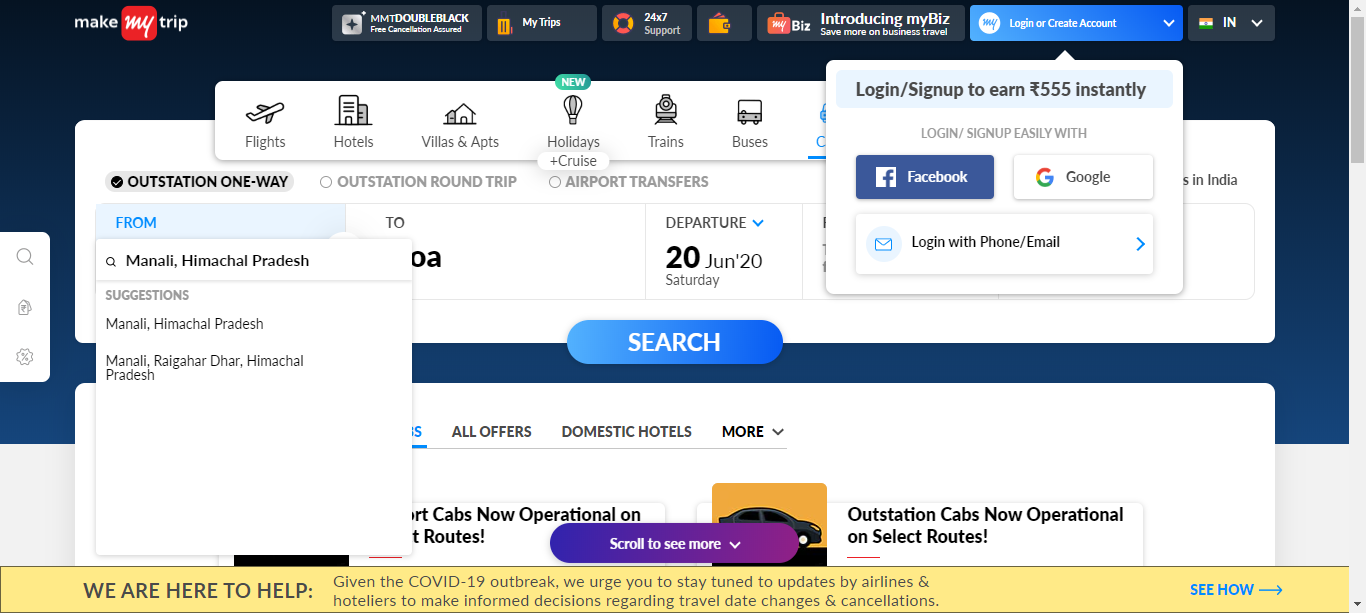 make my trip
MMTDOUBLEBLACK
Free Cancellation Assured
My Trips
24x7
Support
my Biz
Introducing myBiz
Save more on business travel
my
Login or Create Account
IN
Login/Signup to earn ₹555 instantly
LOGIN/ SIGNUP EASILY WITH
Facebook
Google
Login with Phone/Email
NEW
Flights
Hotels
Villas & Apts
Holidays
Trains
Buses
C
+Cruise
OUTSTATION ONE-WAY
OUTSTATION ROUND TRIP
AIRPORT TRANSFERS
s in India
FROM
TO
DEPARTURE
Manali, Himachal Pradesh
oa
20 Jun'20
Saturday
SUGGESTIONS
Manali, Himachal Pradesh
Manali, Raigahar Dhar, Himachal
Pradesh
SEARCH
BS
ALL OFFERS
DOMESTIC HOTELS
MORE
ort Cabs Now Operational on
t Routes!
Outstation Cabs Now Operational
on Select Routes!
Scroll to see more
WE ARE HERE TO HELP:
Given the COVID-19 outbreak, we urge you to stay tuned to updates by airlines &
hoteliers to make informed decisions regarding travel date changes & cancellations.
SEE HOW